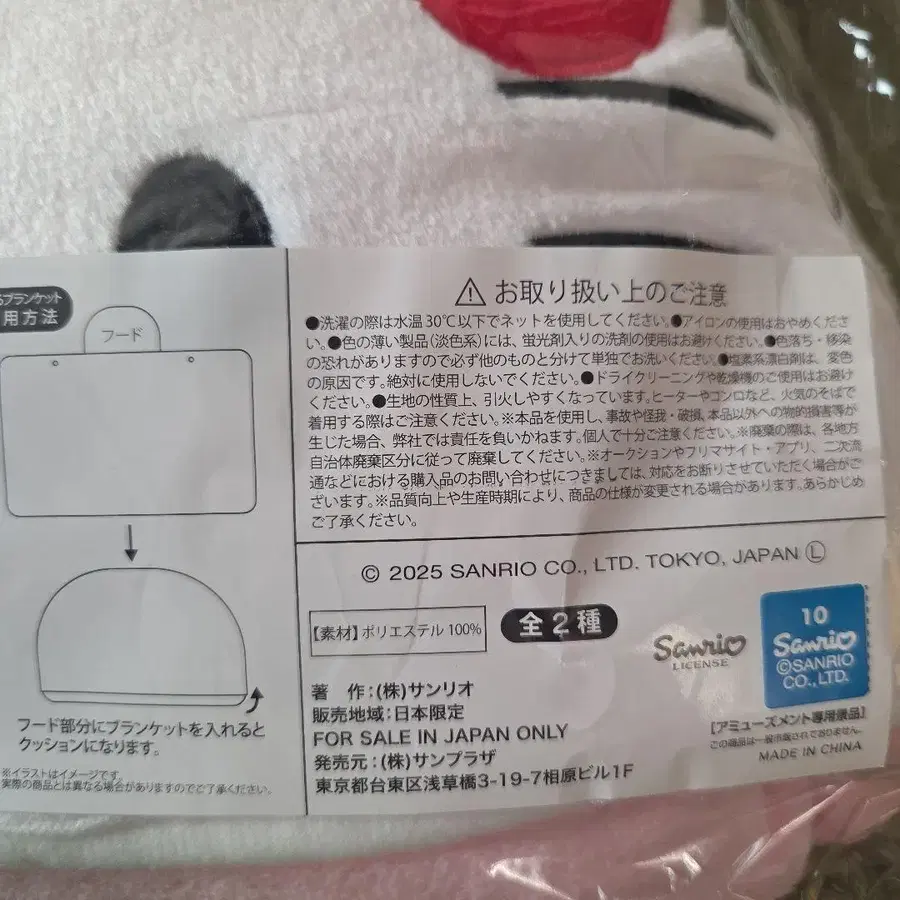 るブランケット
用方法
フード
フード部分にブランケットを入れると
クッションになります。
※イラストはイメージです。
実際の商品とは異なる場合がありますのでご了承ください。
⚠ お取り扱い上のご注意
●洗濯の際は水温30℃以下でネットを使用してください。●アイロンの使用はおやめくださ
い。●色の薄い製品(淡色系)には、蛍光剤入りの洗剤の使用はお避けください。●色落ち・移染
の恐れがありますので必ず他のものと分けて単独でお洗いください。●塩素系漂白剤は、変色
の原因です。絶対に使用しないでください。●ドライクリーニングや乾燥機のご使用はお避け
ください。●生地の性質上、引火しやすくなっています。ヒーターやコンロなど、火気のそばで
着用する際はご注意ください。※本品を使用し、事故や怪我・破損、本品以外への物的損害等が
生じた場合、弊社では責任を負いかねます。個人で十分ご注意ください。※廃棄の際は、各地方
自治体廃棄区分に従って廃棄してください。※オークションやフリマサイト・アプリ、二次流
通などにおける購入品のお問い合わせにつきましては、対応をお断りさせていただく場合がご
ざいます。※品質向上や生産時期により、商品の仕様が変更される場合があります。あらかじめ
ご了承ください。
© 2025 SANRIO CO., LTD. TOKYO, JAPAN Ⓛ
【素材】ポリエステル100%
全2種
著 作:(株)サンリオ
販売地域:日本限定
FOR SALE IN JAPAN ONLY
発売元:(株)サンプラザ
東京都台東区浅草橋3-19-7相原ビル1F
Sanrio
LICENSE
10
Sanrio
©SANRIO
CO., LTD.
【アミューズメント専用景品】
この商品は一般市販されておりません。
MADE IN CHINA